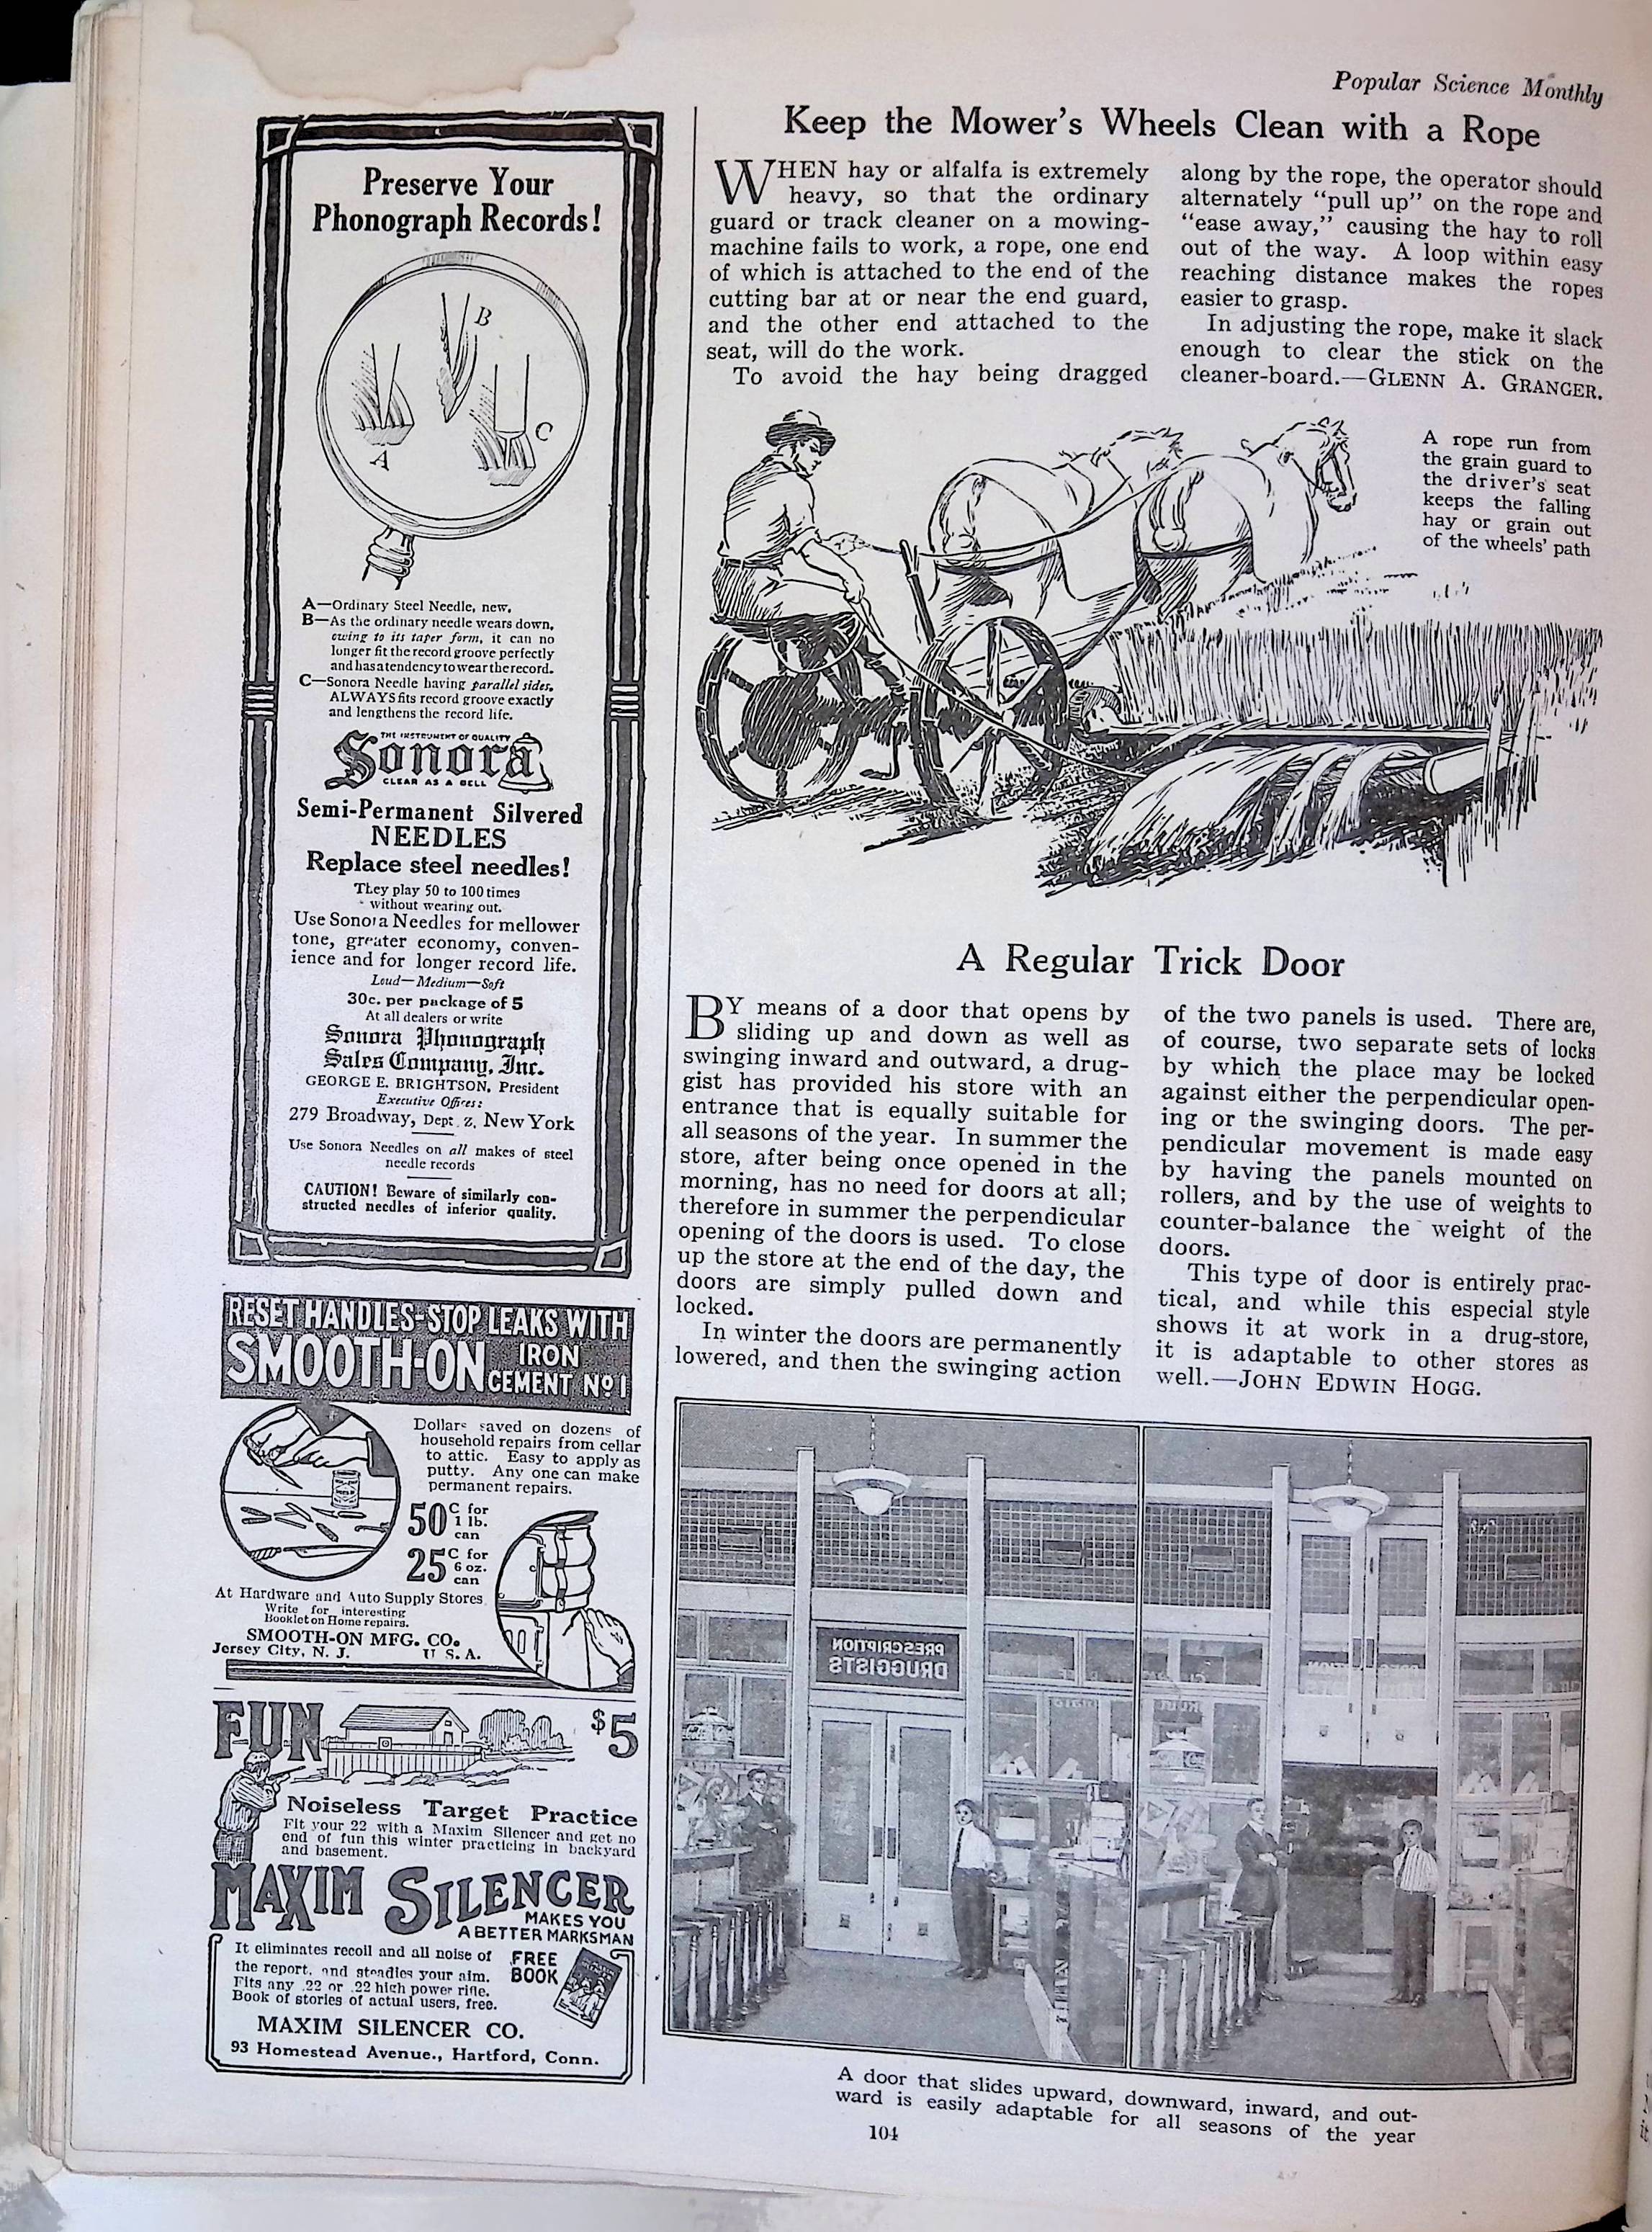 Popular Science Monthly
Preserve Your
Phonograph Records!
B
A
C
A—Ordinary Steel Needle, new.
B—As the ordinary needle wears down,
owing to its taper form, it can no
longer fit the record groove perfectly
and has a tendency to wear the record.
C—Sonora Needle having parallel sides,
ALWAYS fits record groove exactly
and lengthens the record life.
THE INSTRUMENT OF QUALITY
Sonora
CLEAR AS A BELL
Semi-Permanent Silvered
NEEDLES
Replace steel needles!
They play 50 to 100 times
without wearing out.
Use Sonora Needles for mellower
tone, greater economy, conven-
ience and for longer record life.
Loud—Medium—Soft
30c. per package of 5
At all dealers or write
Sonora Phonograph
Sales Company, Inc.
GEORGE E. BRIGHTSON, President
Executive Offices:
279 Broadway, Dept. Z, New York
Use Sonora Needles on all makes of steel
needle records
CAUTION! Beware of similarly con-
structed needles of inferior quality.
RESET HANDLES-STOP LEAKS WITH
SMOOTH-ON IRON
CEMENT No 1
Dollars saved on dozens of
household repairs from cellar
to attic. Easy to apply as
putty. Any one can make
permanent repairs.
50c for
1 lb.
can
25c for
6 oz.
can
At Hardware and Auto Supply Stores
Write for interesting
Booklet on Home repairs.
SMOOTH-ON MFG. CO.
Jersey City, N. J. U. S. A.
FUN $5
Noiseless Target Practice
Fit your 22 with a Maxim Silencer and get no
end of fun this winter practicing in backyard
and basement.
MAXIM SILENCER
MAKES YOU
A BETTER MARKSMAN
It eliminates recoil and all noise of
the report, and steadies your aim.
Fits any .22 or .22 high power rifle.
Book of stories of actual users, free.
FREE
BOOK
MAXIM SILENCER CO.
93 Homestead Avenue., Hartford, Conn.
Keep the Mower's Wheels Clean with a Rope
WHEN hay or alfalfa is extremely
heavy, so that the ordinary
guard or track cleaner on a mowing-
machine fails to work, a rope, one end
of which is attached to the end of the
cutting bar at or near the end guard,
and the other end attached to the
seat, will do the work.
To avoid the hay being dragged
along by the rope, the operator should
alternately "pull up" on the rope and
"ease away," causing the hay to roll
out of the way. A loop within easy
reaching distance makes the ropes
easier to grasp.
In adjusting the rope, make it slack
enough to clear the stick on the
cleaner-board.—GLENN A. GRANGER.
A rope run from
the grain guard to
the driver's seat
keeps the falling
hay or grain out
of the wheels' path
A Regular Trick Door
BY means of a door that opens by
sliding up and down as well as
swinging inward and outward, a drug-
gist has provided his store with an
entrance that is equally suitable for
all seasons of the year. In summer the
store, after being once opened in the
morning, has no need for doors at all;
therefore in summer the perpendicular
opening of the doors is used. To close
up the store at the end of the day, the
doors are simply pulled down and
locked.
In winter the doors are permanently
lowered, and then the swinging action
of the two panels is used. There are,
of course, two separate sets of locks
by which the place may be locked
against either the perpendicular open-
ing or the swinging doors. The per-
pendicular movement is made easy
by having the panels mounted on
rollers, and by the use of weights to
counter-balance the weight of the
doors.
This type of door is entirely prac-
tical, and while this especial style
shows it at work in a drug-store,
it is adaptable to other stores as
well.—JOHN EDWIN HOGG.
PRESCRIPTION
DRUGGISTS
A door that slides upward, downward, inward, and out-
ward is easily adaptable for all seasons of the year
104